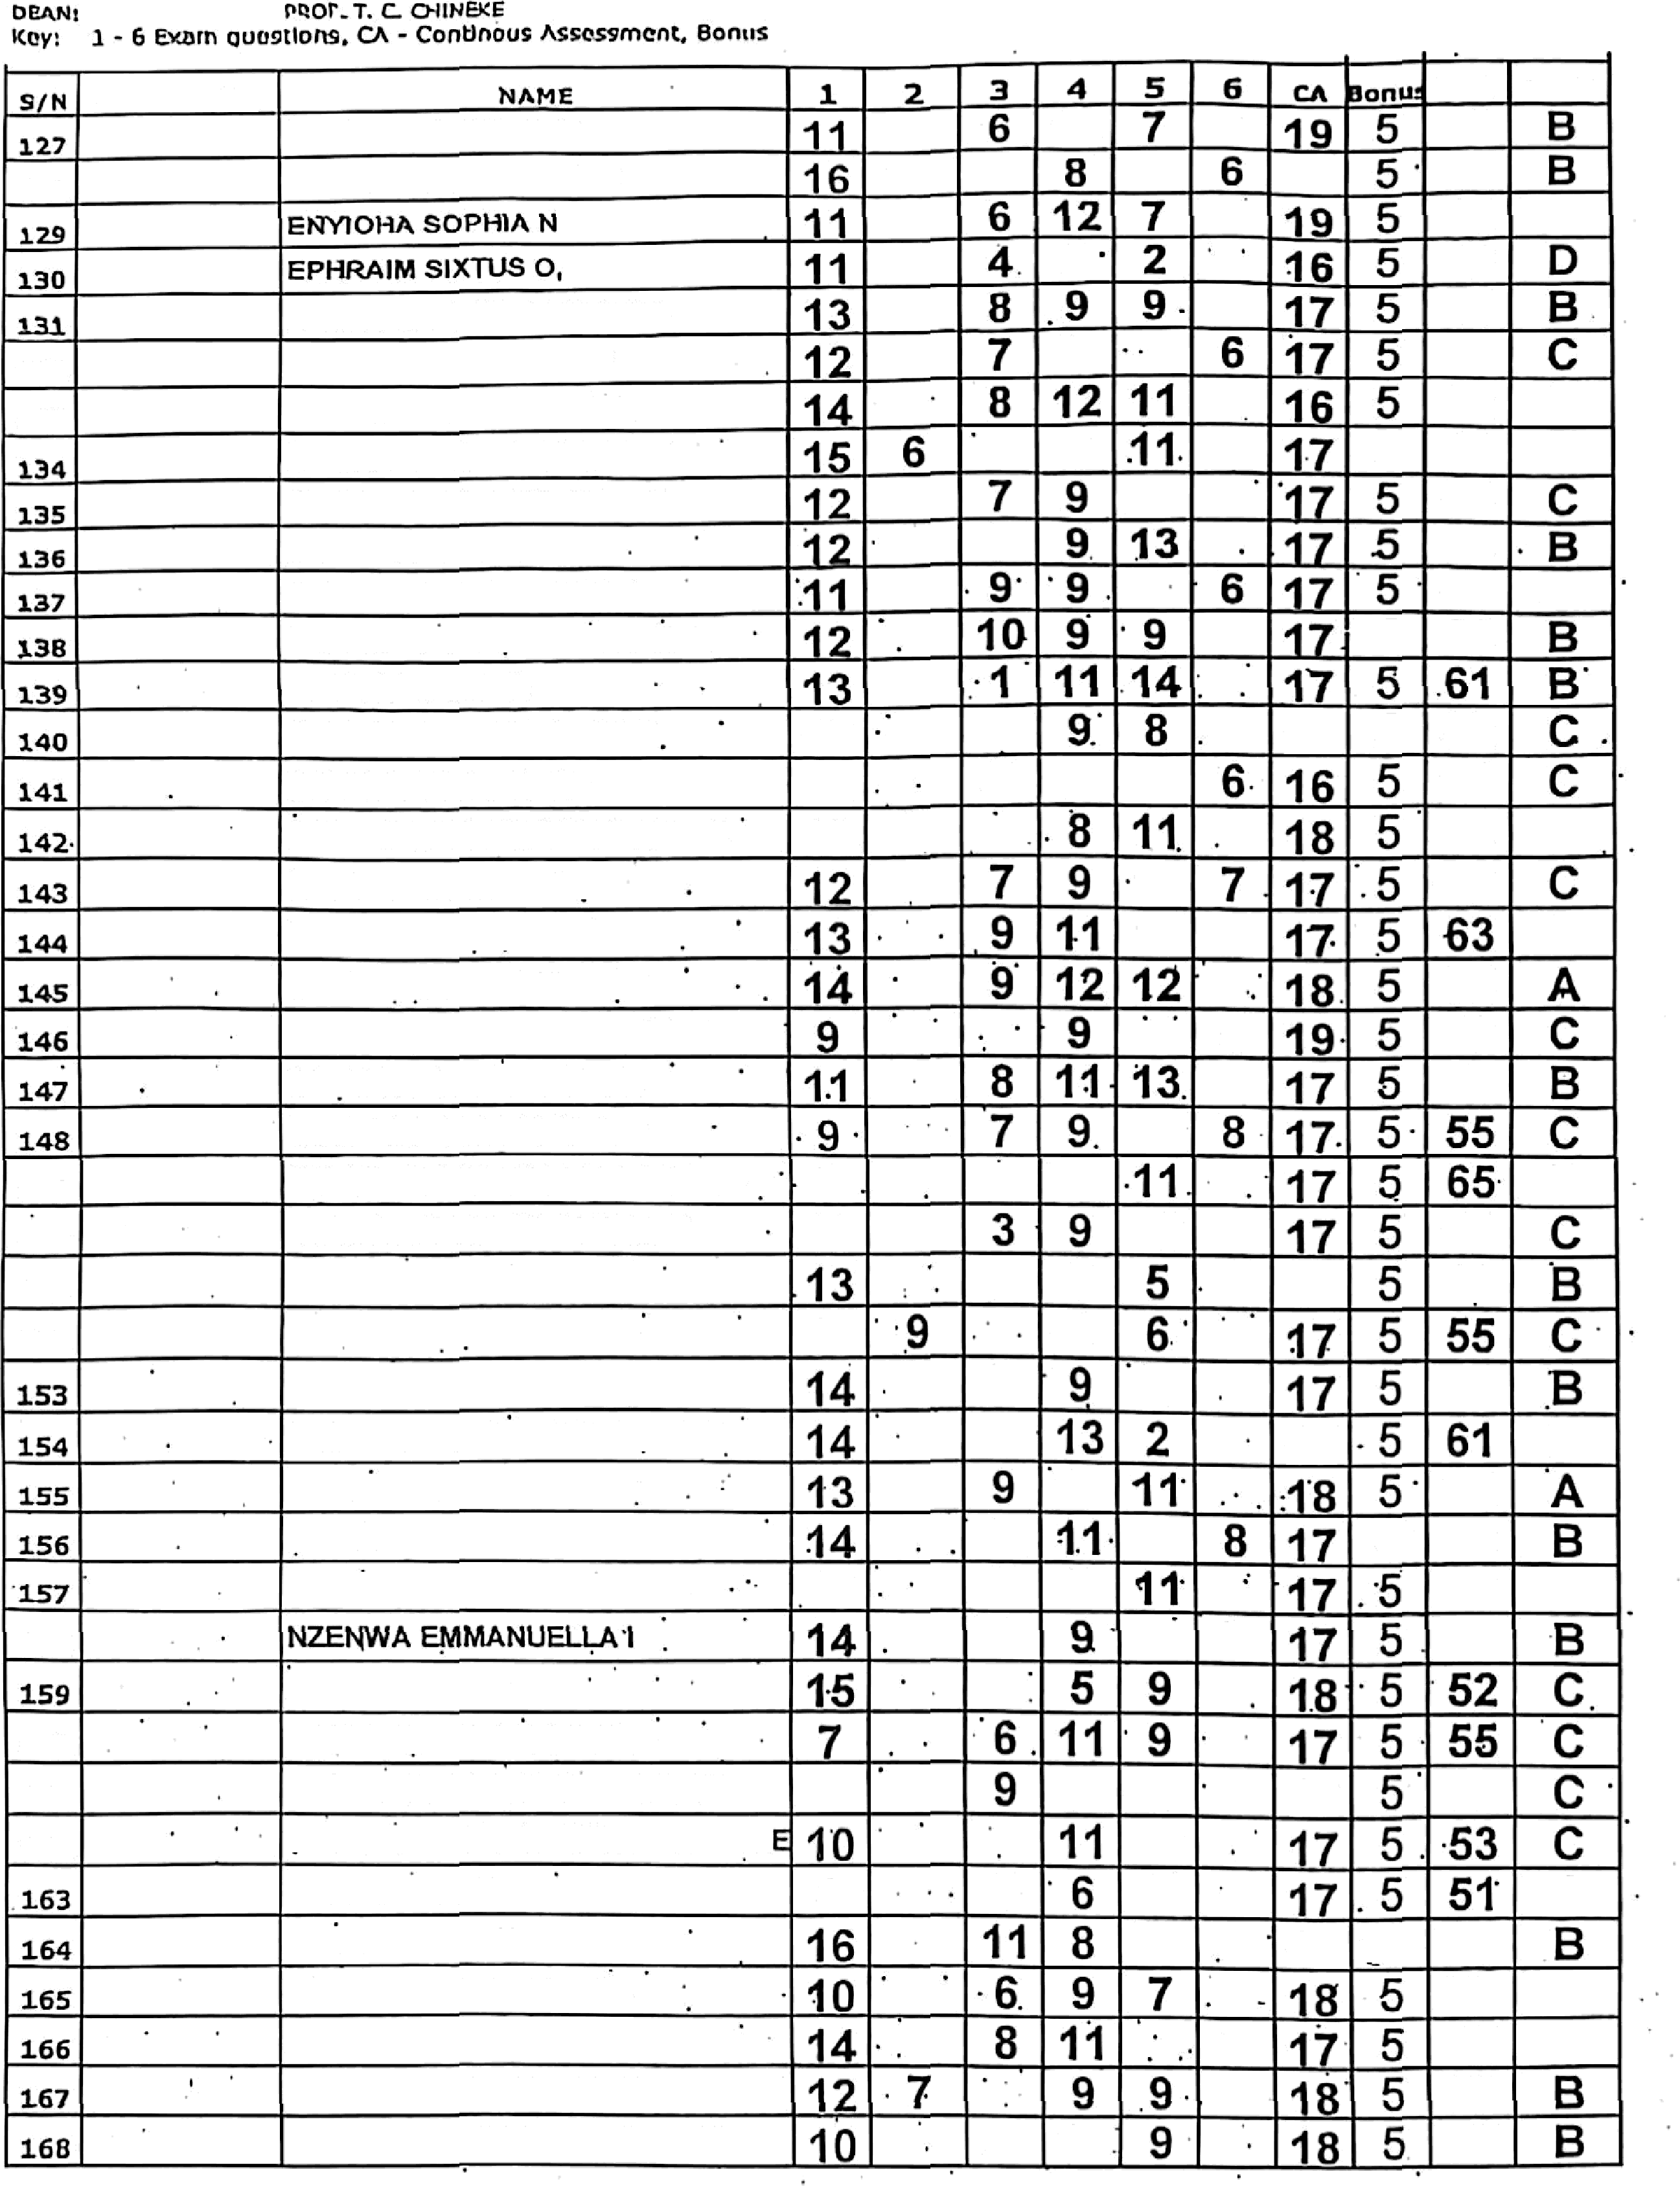 DEAN: PROF. T. C. CHINEKE
Key: 1 - 6 Exam questions, CA - Continous Assessment, Bonus
S/N NAME 1 2 3 4 5 6 CA Bonus
127 11 6 7 19 5 B
16 8 6 5 B
129 ENYIOHA SOPHIA N 11 6 12 7 19 5
130 EPHRAIM SIXTUS O, 11 4 2 16 5 D
131 13 8 9 9 17 5 B
12 7 6 17 5 C
14 8 12 11 16 5
134 15 6 11 17
135 12 7 9 17 5 C
136 12 9 13 17 5 B
137 11 9 9 6 17 5
138 12 10 9 9 17 B
139 13 1 11 14 17 5 61 B
140 9 8 C
141 6 16 5 C
142 8 11 18 5
143 12 7 9 7 17 5 C
144 13 9 11 17 5 63
145 14 9 12 12 18 5 A
146 9 9 19 5 C
147 11 8 11 13 17 5 B
148 9 7 9 8 17 5 55 C
11 17 5 65
3 9 17 5 C
13 5 5 B
9 6 17 5 55 C
153 14 9 17 5 B
154 14 13 2 5 61
155 13 9 11 18 5 A
156 14 11 8 17 B
157 11 17 5
NZENWA EMMANUELLA I 14 9 17 5 B
159 15 5 9 18 5 52 C
7 6 11 9 17 5 55 C
9 5 C
E 10 11 17 5 53 C
163 6 17 5 51
164 16 11 8 B
165 10 6 9 7 18 5
166 14 8 11 17 5
167 12 7 9 9 18 5 B
168 10 9 18 5 B